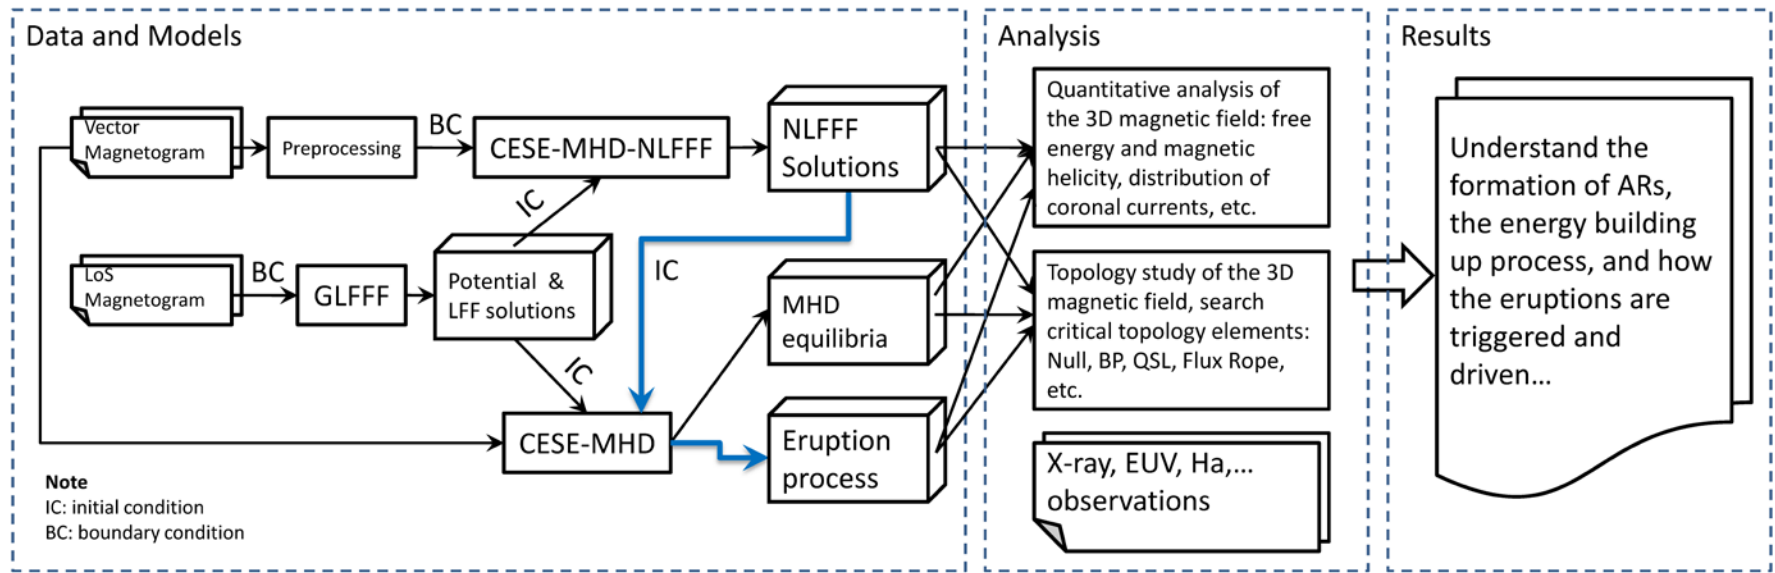 Data and Models
Vector
Magnetogram
Preprocessing
BC
CESE-MHD-NLFFF
NLFFF
Solutions
IC
LoS
Magnetogram
BC
GLFFF
Potential &
LFF solutions
IC
IC
MHD
equilibria
CESE-MHD
Eruption
process
Note
IC: initial condition
BC: boundary condition
Analysis
Quantitative analysis of
the 3D magnetic field: free
energy and magnetic
helicity, distribution of
coronal currents, etc.
Topology study of the 3D
magnetic field, search
critical topology elements:
Null, BP, QSL, Flux Rope,
etc.
X-ray, EUV, Ha,...
observations
Results
Understand the
formation of ARs,
the energy building
up process, and how
the eruptions are
triggered and
driven...